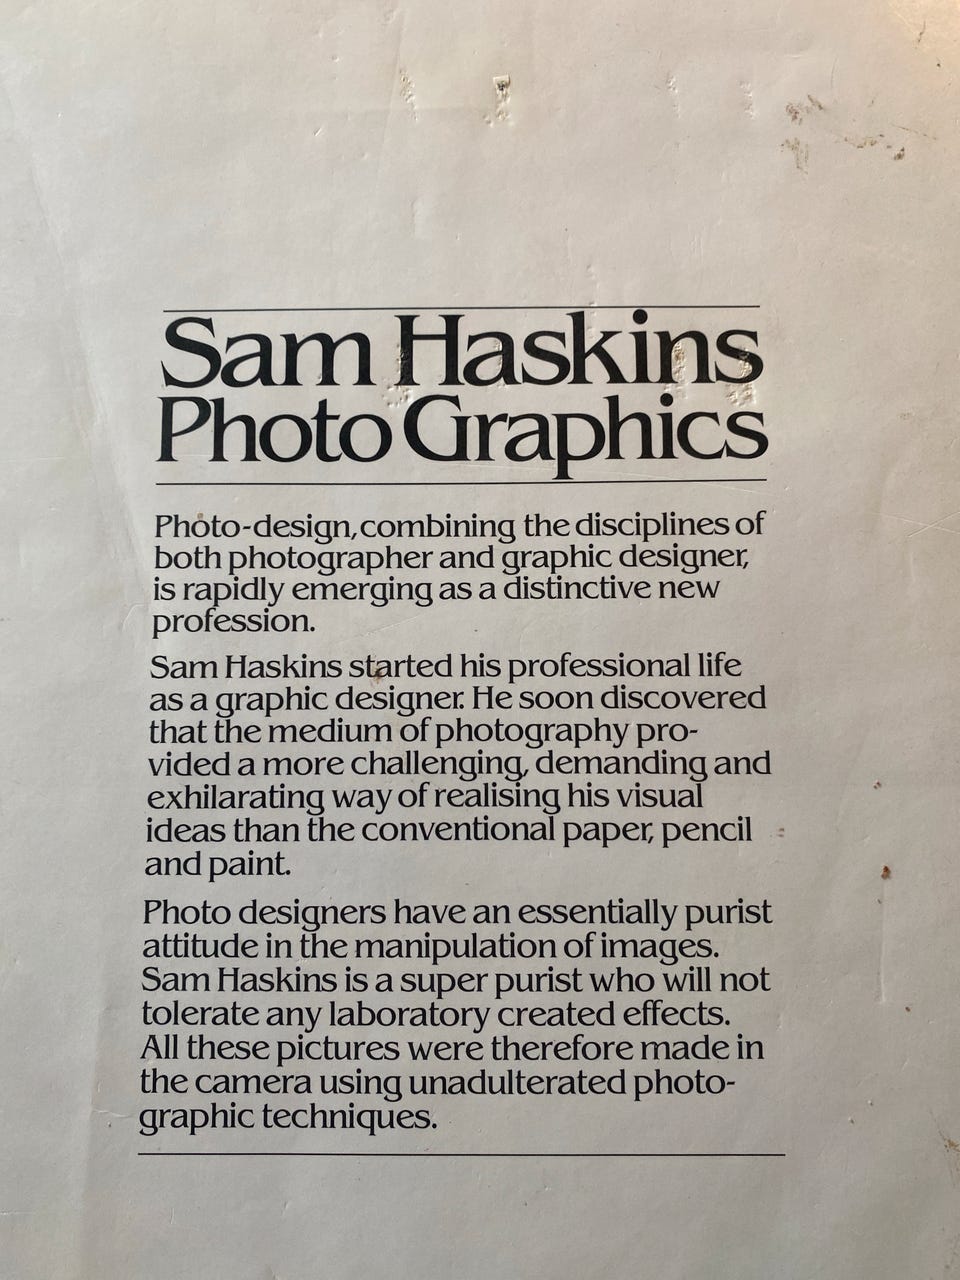 Sam Haskins
Photo Graphics
Photo-design, combining the disciplines of
both photographer and graphic designer,
is rapidly emerging as a distinctive new
profession.
Sam Haskins started his professional life
as a graphic designer. He soon discovered
that the medium of photography pro-
vided a more challenging, demanding and
exhilarating way of realising his visual
ideas than the conventional paper, pencil
and paint.
Photo designers have an essentially purist
attitude in the manipulation of images.
Sam Haskins is a super purist who will not
tolerate any laboratory created effects.
All these pictures were therefore made in
the camera using unadulterated photo-
graphic techniques.